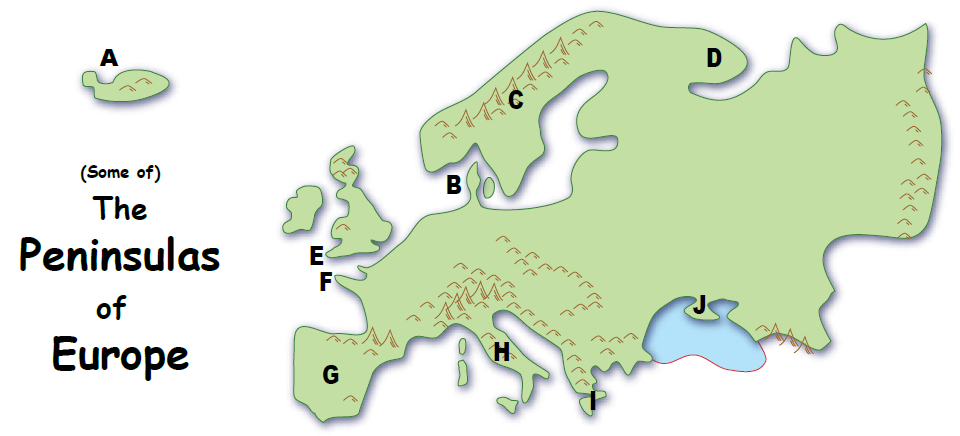 A
D
C
(Some of)
The
B
Peninsulas
E
F
of
J
Europe
H
G
I